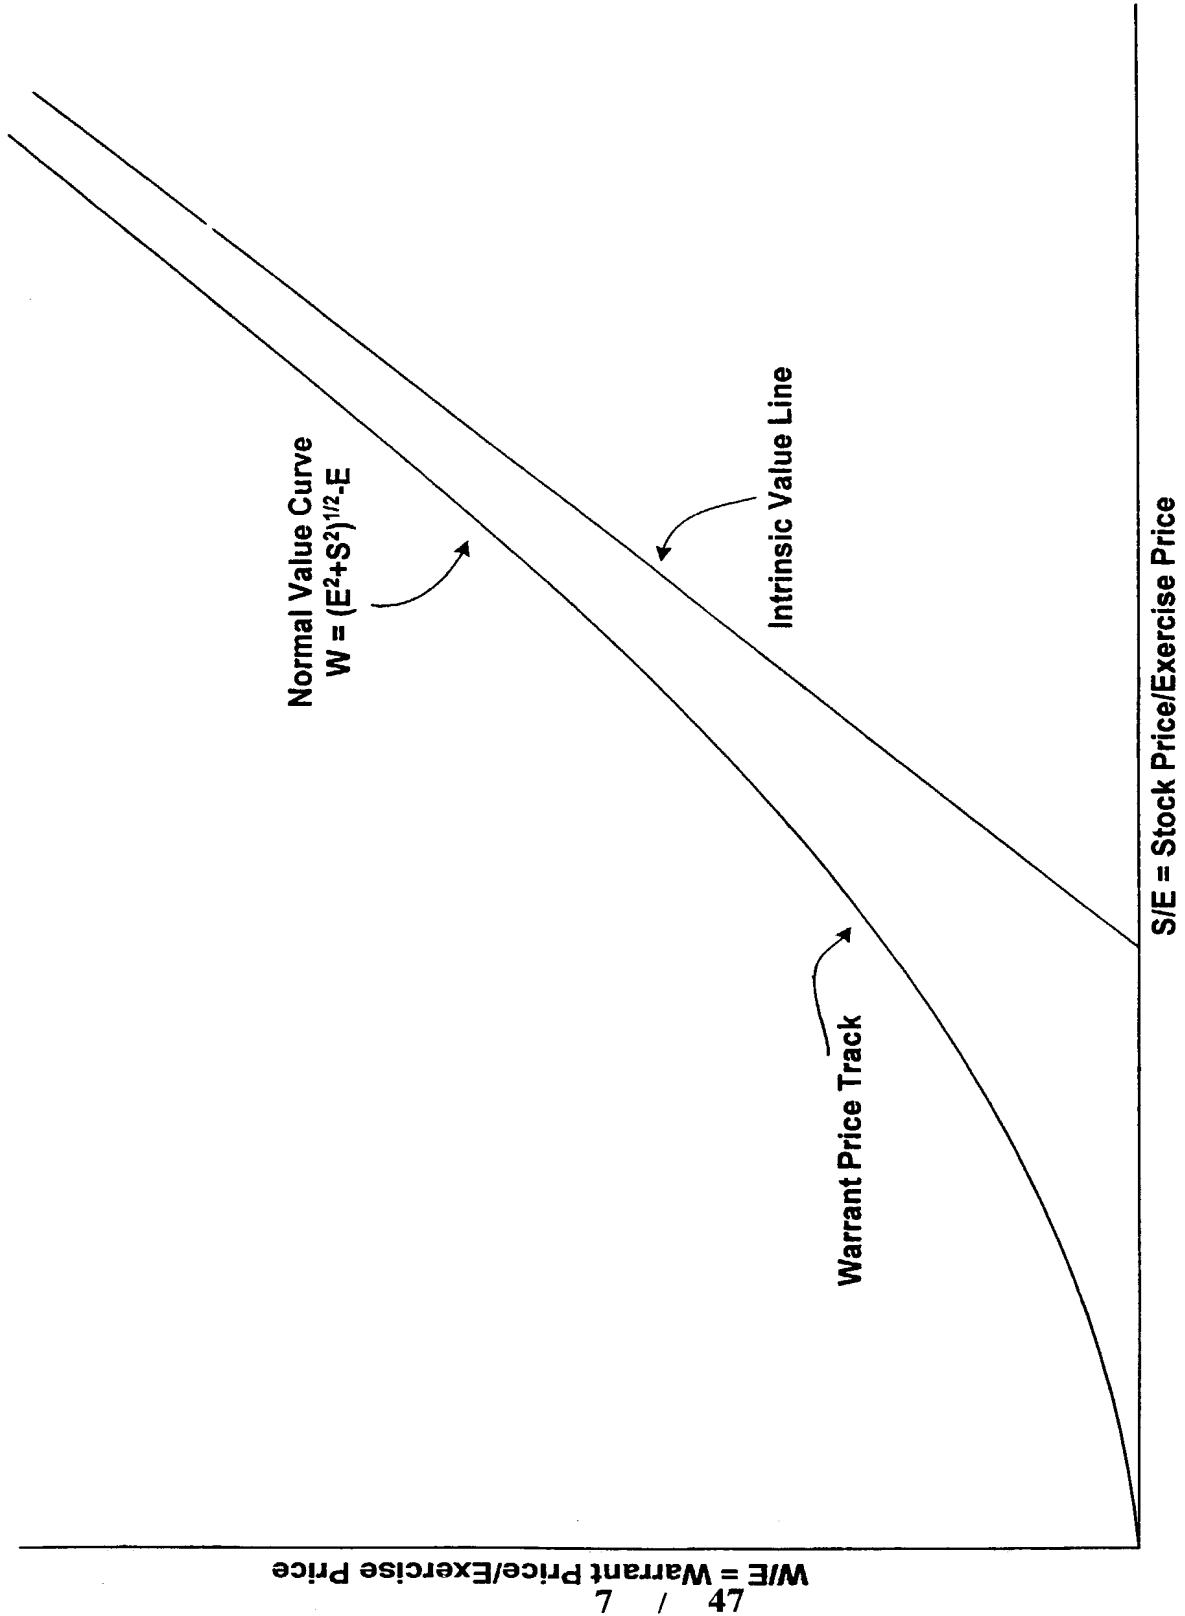 Normal Value Curve
W = (E²+S²)^1/2-E
Intrinsic Value Line
Warrant Price Track
S/E = Stock Price/Exercise Price
W/E = Warrant Price/Exercise Price
7 / 47